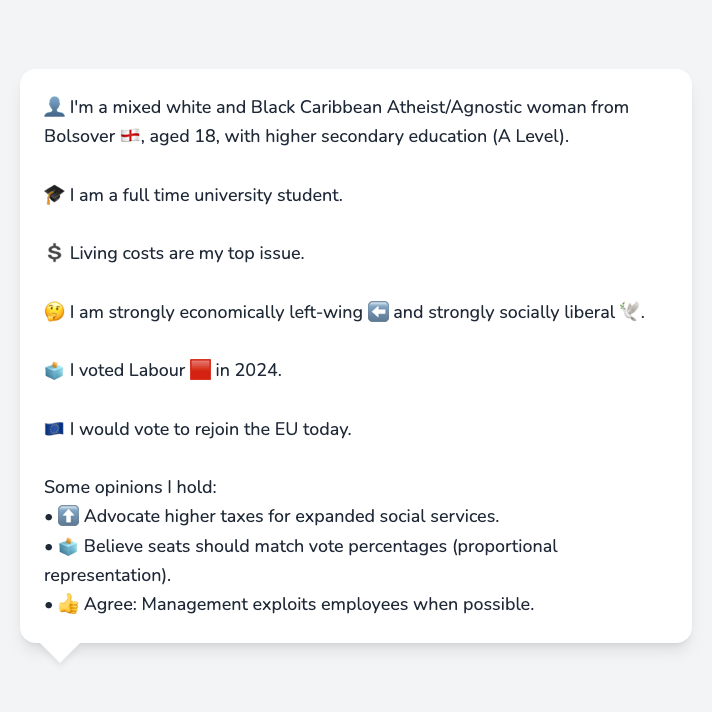 👤 I'm a mixed white and Black Caribbean Atheist/Agnostic woman from
Bolsover 🏴󠁧󠁢󠁥󠁮󠁧󠁿, aged 18, with higher secondary education (A Level).
🎓 I am a full time university student.
💲 Living costs are my top issue.
🤔 I am strongly economically left-wing ⬅️ and strongly socially liberal 🕊️.
🗳️ I voted Labour 🟥 in 2024.
🇪🇺 I would vote to rejoin the EU today.
Some opinions I hold:
• ⬆️ Advocate higher taxes for expanded social services.
• 🗳️ Believe seats should match vote percentages (proportional
representation).
• 👍 Agree: Management exploits employees when possible.